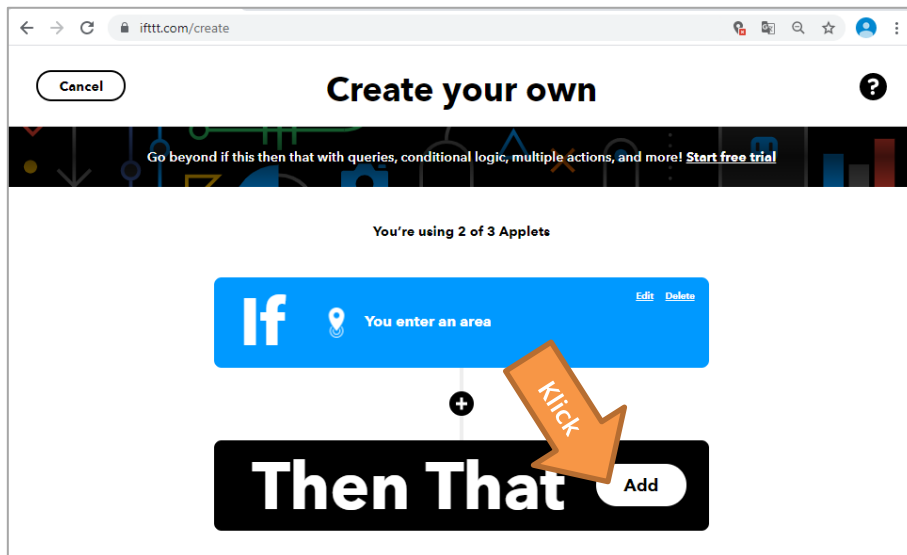 ifttt.com/create
Cancel
Create your own
?
Go beyond if this then that with queries, conditional logic, multiple actions, and more! Start free trial
You're using 2 of 3 Applets
If
You enter an area
Edit Delete
+
Klick
Then That
Add